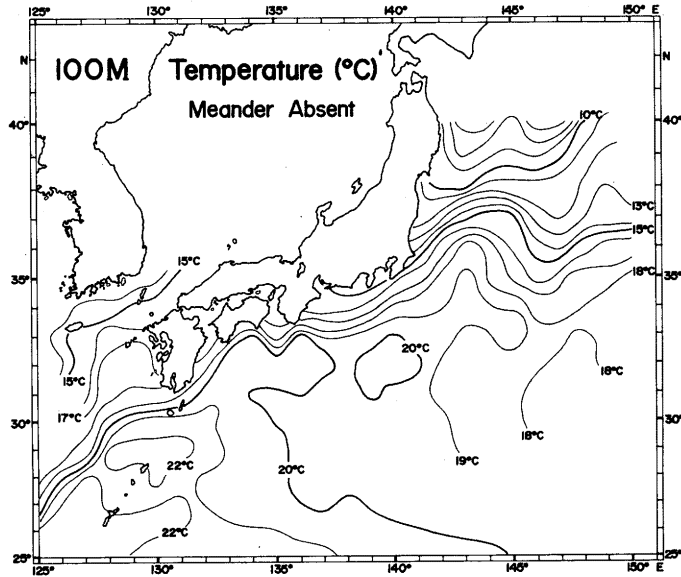 125° 130° 135° 140° 145° 150° E
N 100M Temperature (°C) N
Meander Absent
40° 10°C 40°
13°C
15°C
15°C
35° 18°C 35°
20°C
15°C 18°C
17°C
30° 18°C 30°
22°C 20°C 19°C
22°C
25° 25°
125° 130° 135° 140° 145° 150° E